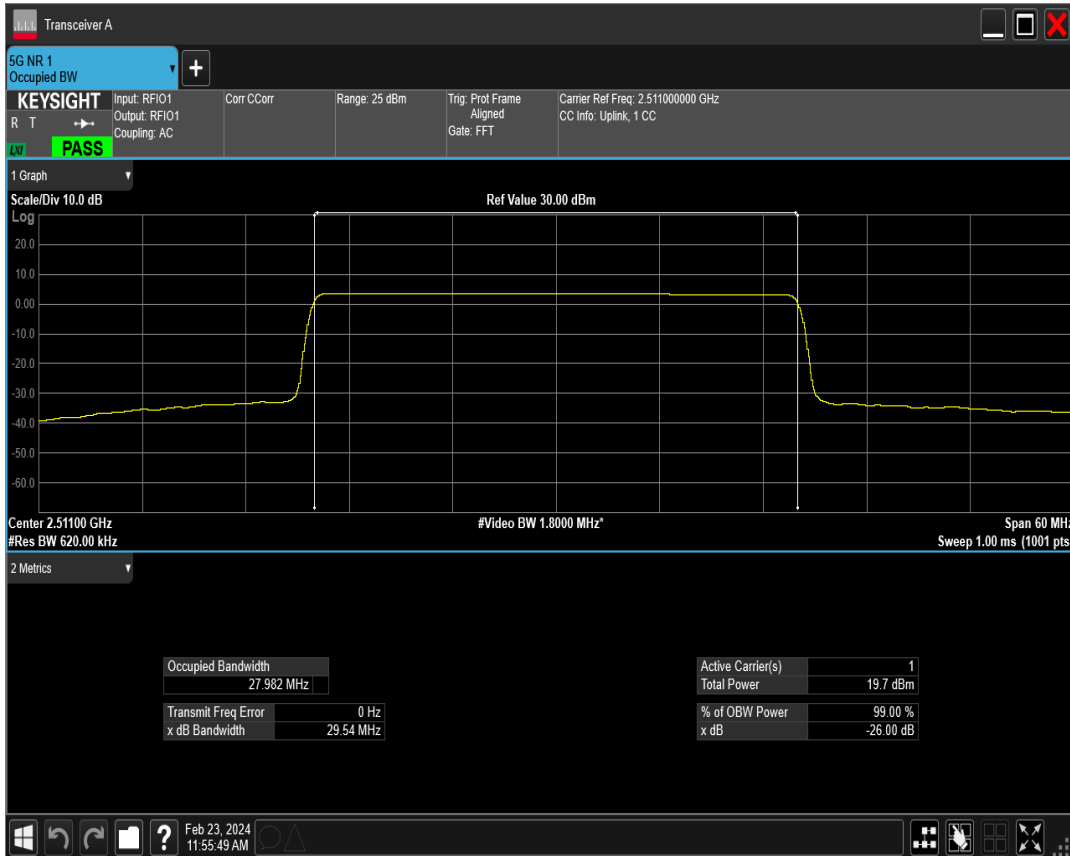 Transceiver A
5G NR 1
Occupied BW
KEYSIGHT
R T
LXI
PASS
Input: RFIO1
Output: RFIO1
Coupling: AC
Corr CCorr
Range: 25 dBm
Trig: Prot Frame
Aligned
Gate: FFT
Carrier Ref Freq: 2.511000000 GHz
CC Info: Uplink, 1 CC
1 Graph
Scale/Div 10.0 dB
Ref Value 30.00 dBm
Log
20.0
10.0
0.00
-10.0
-20.0
-30.0
-40.0
-50.0
-60.0
Center 2.51100 GHz
#Video BW 1.8000 MHz*
Span 60 MHz
#Res BW 620.00 kHz
Sweep 1.00 ms (1001 pts
2 Metrics
Occupied Bandwidth
27.982 MHz
Transmit Freq Error 0 Hz
x dB Bandwidth 29.54 MHz
Active Carrier(s) 1
Total Power 19.7 dBm
% of OBW Power 99.00 %
x dB -26.00 dB
?
Feb 23, 2024
11:55:49 AM